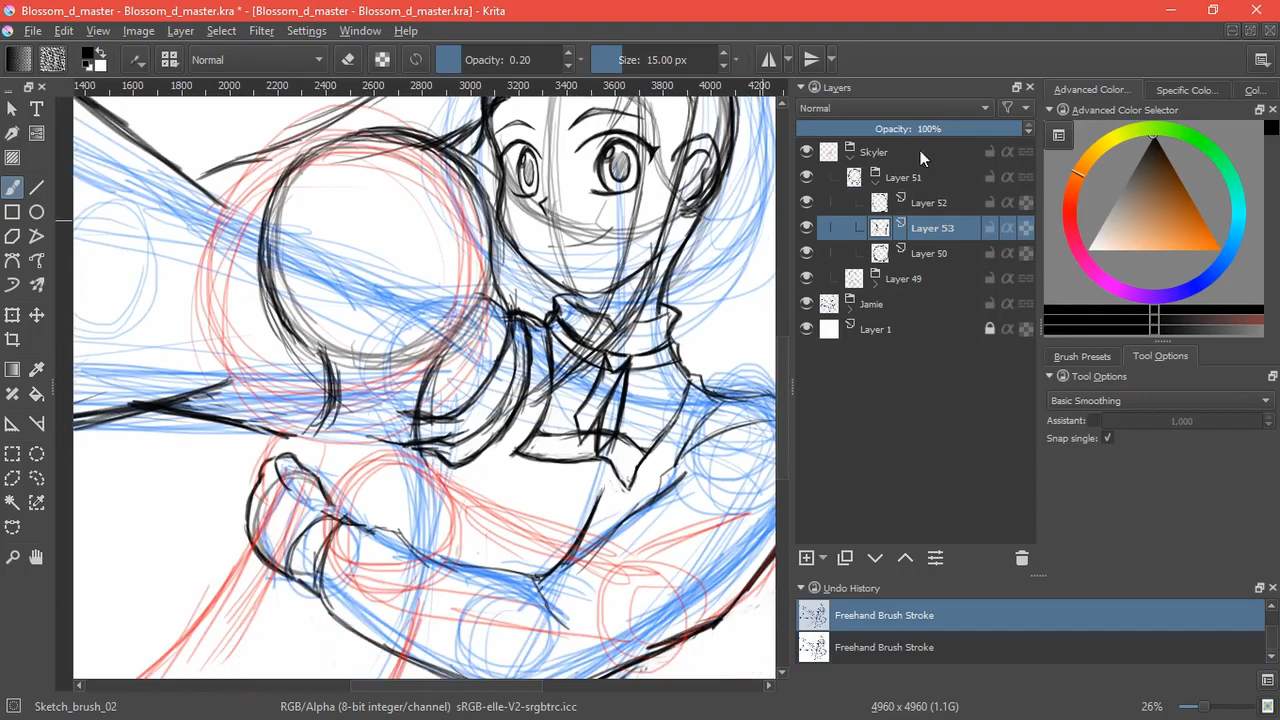 Blossom_d_master - Blossom_d_master.kra * - [Blossom_d_master.kra] - Krita
File Edit View Image Layer Select Filter Settings Window Help
Normal Opacity: 0.20 Size: 15.00 px
1400 1600 1800 2000 2200 2400 2600 2800 3000 3200 3400 3600 3800 4000 4200
Layers
Normal
Opacity: 100%
Skyler
Layer 51
Layer 52
Layer 53
Layer 50
Layer 49
Jamie
Layer 1
Undo History
Freehand Brush Stroke
Freehand Brush Stroke
Advanced Color... Specific Colo... Col...
Advanced Color Selector
Brush Presets Tool Options
Tool Options
Basic Smoothing
Assistant: 1,000
Snap single:
Sketch_brush_02 RGB/Alpha (8-bit integer/channel) sRGB-elle-V2-srgbtrc.icc 4960 x 4960 (1.1G) 26%